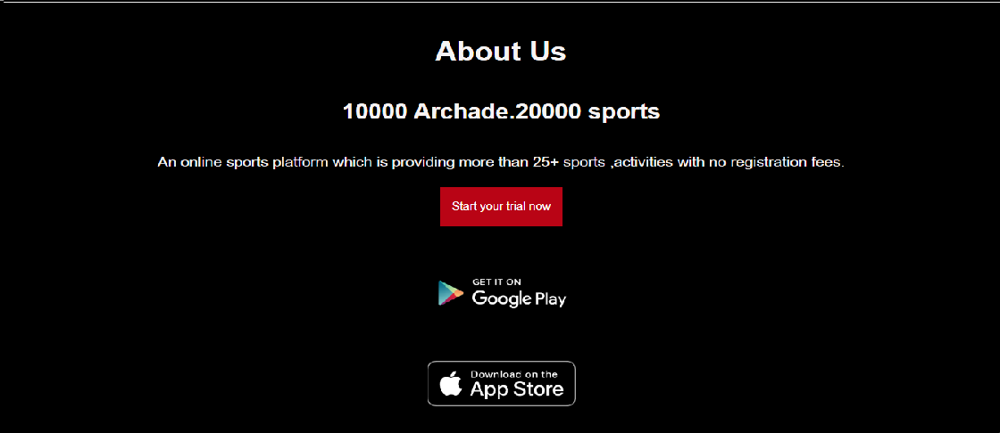 About Us
10000 Archade.20000 sports
An online sports platform which is providing more than 25+ sports ,activities with no registration fees.
Start your trial now
GET IT ON
Google Play
Download on the
App Store